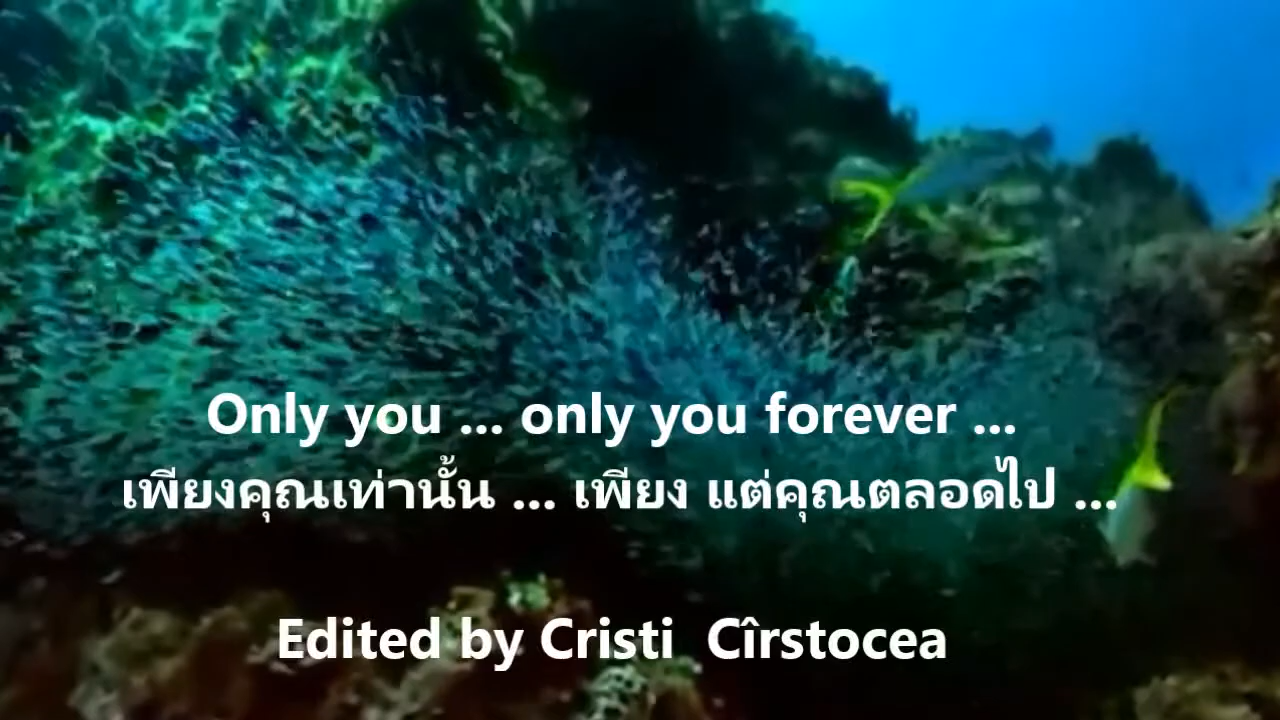 Only you ... only you forever ...
เพียงคุณเท่านั้น ... เพียง แต่คุณตลอดไป ...
Edited by Cristi  Cîrstocea